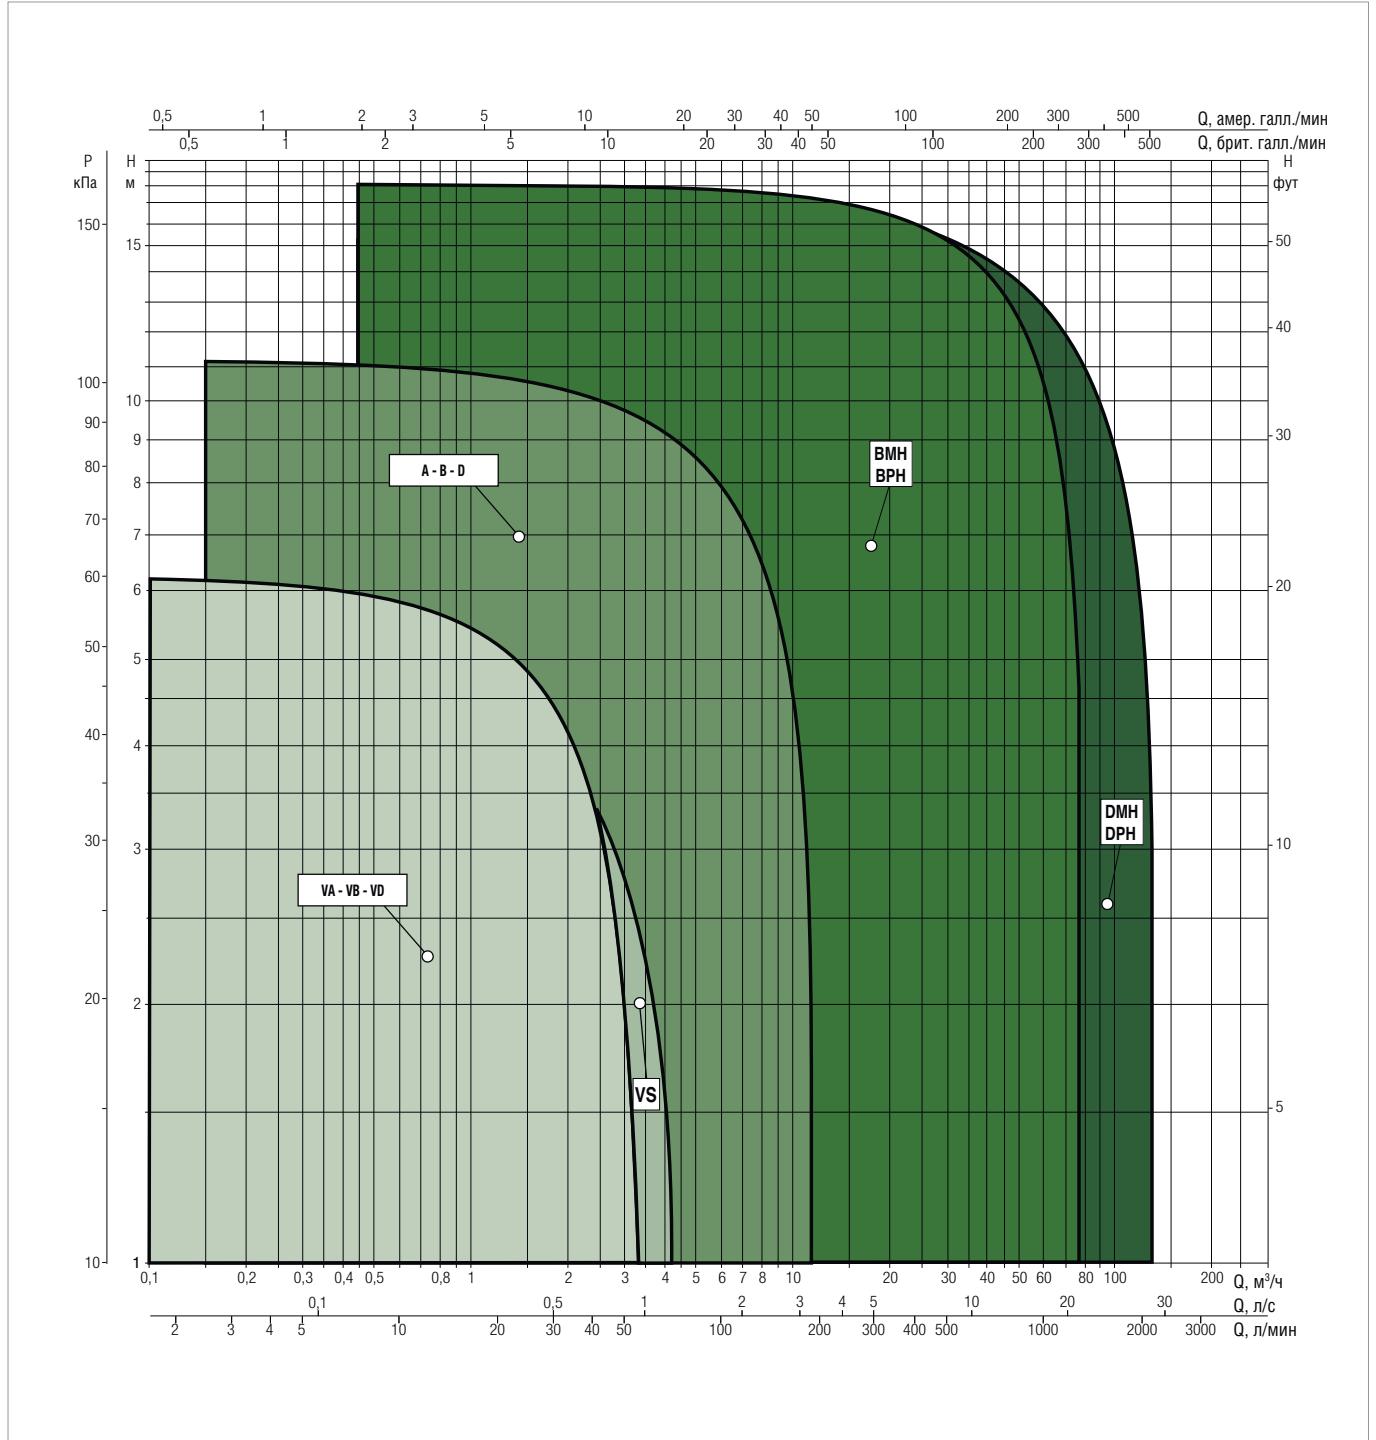 0,5 1 2 3 5 10 20 30 40 50 100 200 300 500 Q, амер. галл./мин
0,5 1 2 3 5 10 20 30 40 50 100 200 300 500 Q, брит. галл./мин
P H H
кПа м фут
150
15 50
40
100
10
90 9 30
80 8
70 7
60 6 20
50 5
40 4
30 3 10
20 2
5
10 1
A - B - D
BMH
BPH
DMH
DPH
VA - VB - VD
VS
0,1 0,2 0,3 0,4 0,5 0,8 1 2 3 4 5 6 7 8 10 20 30 40 50 60 80 100 200 Q, м³/ч
0,1 0,5 1 2 3 4 5 10 20 30 Q, л/с
2 3 4 5 10 20 30 40 50 100 200 300 400 500 1000 2000 3000 Q, л/мин